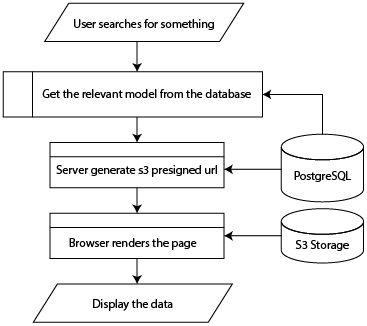 User searches for something
Get the relevant model from the database
Server generate s3 presigned url
PostgreSQL
Browser renders the page
S3 Storage
Display the data